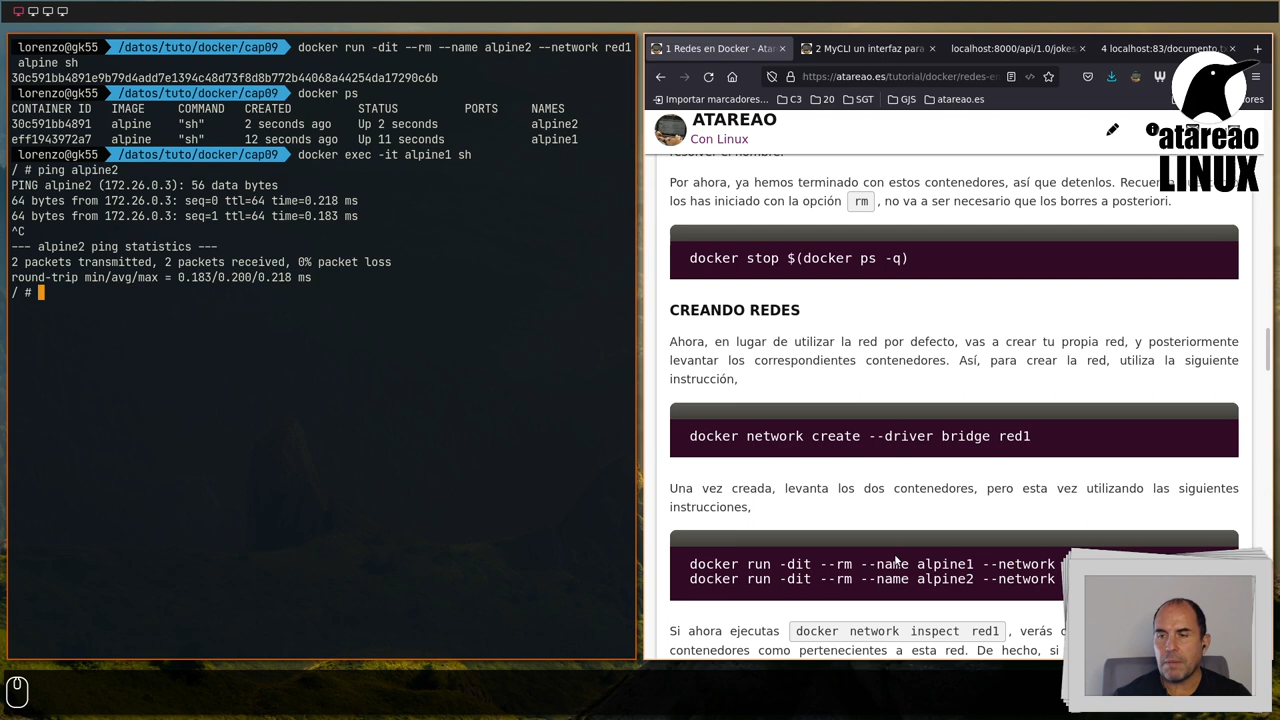 lorenzo@gk55 /datos/tuto/docker/cap09 docker run -dit --rm --name alpine2 --network red1
alpine sh
30c591bb4891e9b79d4add7e1394c48d73f8d8b772b44068a44254da17290c6b
lorenzo@gk55 /datos/tuto/docker/cap09 docker ps
CONTAINER ID IMAGE COMMAND CREATED STATUS PORTS NAMES
30c591bb4891 alpine "sh" 2 seconds ago Up 2 seconds alpine2
eff1943972a7 alpine "sh" 12 seconds ago Up 11 seconds alpine1
lorenzo@gk55 /datos/tuto/docker/cap09 docker exec -it alpine1 sh
/ # ping alpine2
PING alpine2 (172.26.0.3): 56 data bytes
64 bytes from 172.26.0.3: seq=0 ttl=64 time=0.218 ms
64 bytes from 172.26.0.3: seq=1 ttl=64 time=0.183 ms
^C
--- alpine2 ping statistics ---
2 packets transmitted, 2 packets received, 0% packet loss
round-trip min/avg/max = 0.183/0.200/0.218 ms
/ #
1 Redes en Docker - Atar
2 MyCLI un interfaz para
localhost:8000/api/1.0/jokes
4 localhost:83/documento.t
https://atareao.es/tutorial/docker/redes-en
Importar marcadores... C3 20 SGT GJS atareao.es
ATAREAO
Con Linux
atareao
LINUX
resolver el nombre.
Por ahora, ya hemos terminado con estos contenedores, así que detenlos.
los has iniciado con la opción rm, no va a ser necesario que los borres a posteriori.
docker stop $(docker ps -q)
CREANDO REDES
Ahora, en lugar de utilizar la red por defecto, vas a crear tu propia red, y posteriormente
levantar los correspondientes contenedores. Así, para crear la red, utiliza la siguiente
instrucción,
docker network create --driver bridge red1
Una vez creada, levanta los dos contenedores, pero esta vez utilizando las siguientes
instrucciones,
docker run -dit --rm --name alpine1 --network
docker run -dit --rm --name alpine2 --network
Si ahora ejecutas docker network inspect red1, verás
contenedores como pertenecientes a esta red. De hecho, si